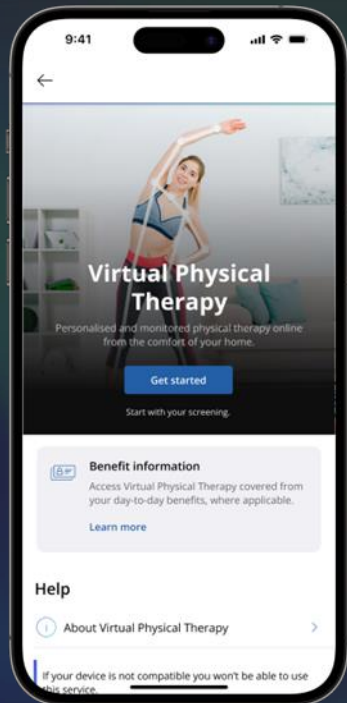 9:41
Virtual Physical
Therapy
Personalised and monitored physical therapy online
from the comfort of your home.
Get started
Start with your screening.
Benefit information
Access Virtual Physical Therapy covered from
your day-to-day benefits, where applicable.
Learn more
Help
About Virtual Physical Therapy
If your device is not compatible you won't be able to use
this service.